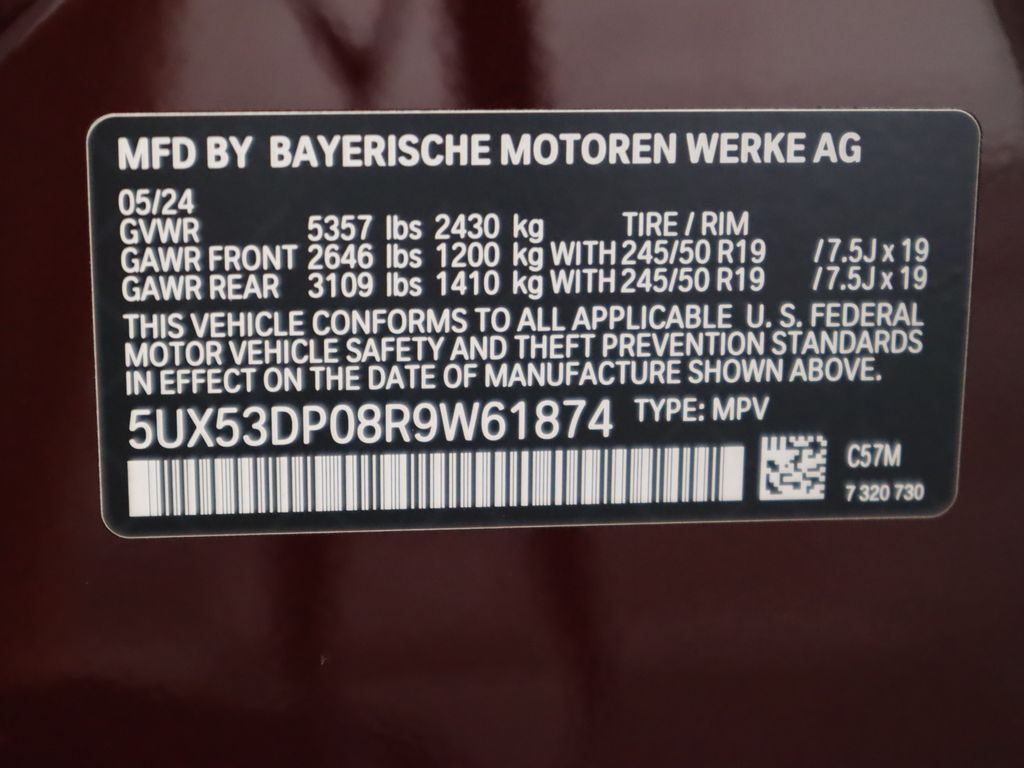 MFD BY BAYERISCHE MOTOREN WERKE AG
05/24
GVWR 5357 lbs 2430 kg TIRE / RIM
GAWR FRONT 2646 lbs 1200 kg WITH 245/50 R19 /7.5J x 19
GAWR REAR 3109 lbs 1410 kg WITH 245/50 R19 /7.5J x 19
THIS VEHICLE CONFORMS TO ALL APPLICABLE U. S. FEDERAL
MOTOR VEHICLE SAFETY AND THEFT PREVENTION STANDARDS
IN EFFECT ON THE DATE OF MANUFACTURE SHOWN ABOVE.
5UX53DP08R9W61874 TYPE: MPV
C57M
7 320 730